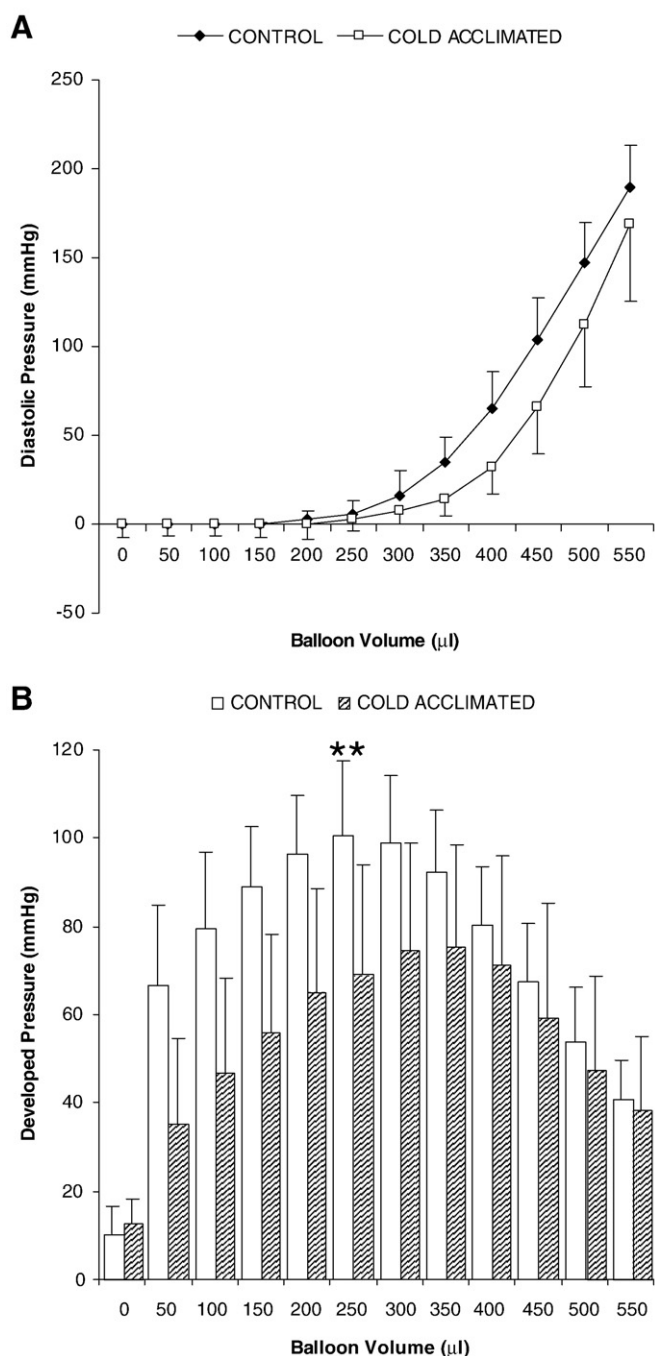 A
CONTROL COLD ACCLIMATED
250
200
150
100
50
0
-50
Diastolic Pressure (mmHg)
0 50 100 150 200 250 300 350 400 450 500 550
Balloon Volume (μl)
B
CONTROL COLD ACCLIMATED
120
100
80
60
40
20
0
Developed Pressure (mmHg)
**
0 50 100 150 200 250 300 350 400 450 500 550
Balloon Volume (μl)